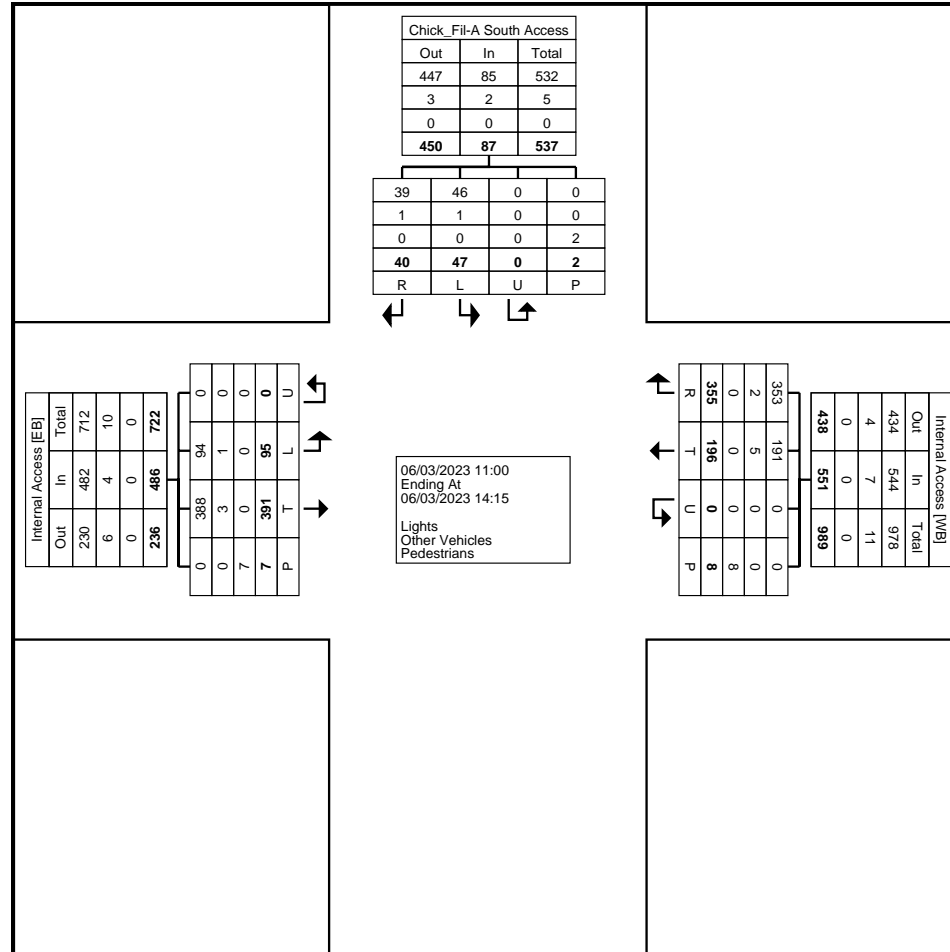 Chick_Fil-A South Access
Out In Total
447 85 532
3 2 5
0 0 0
450 87 537
39 46 0 0
1 1 0 0
0 0 0 2
40 47 0 2
R L U P
Internal Access [EB]
Total In Out
712 482 230
10 4 6
0 0 0
722 486 236
0 94 388 0
0 1 3 0
0 0 0 7
0 95 391 7
U L T P
06/03/2023 11:00
Ending At
06/03/2023 14:15
Lights
Other Vehicles
Pedestrians
Internal Access [WB]
Out In Total
434 544 978
4 7 11
0 0 0
438 551 989
353 191 0 0
2 5 0 0
0 0 0 8
355 196 0 8
R T U P